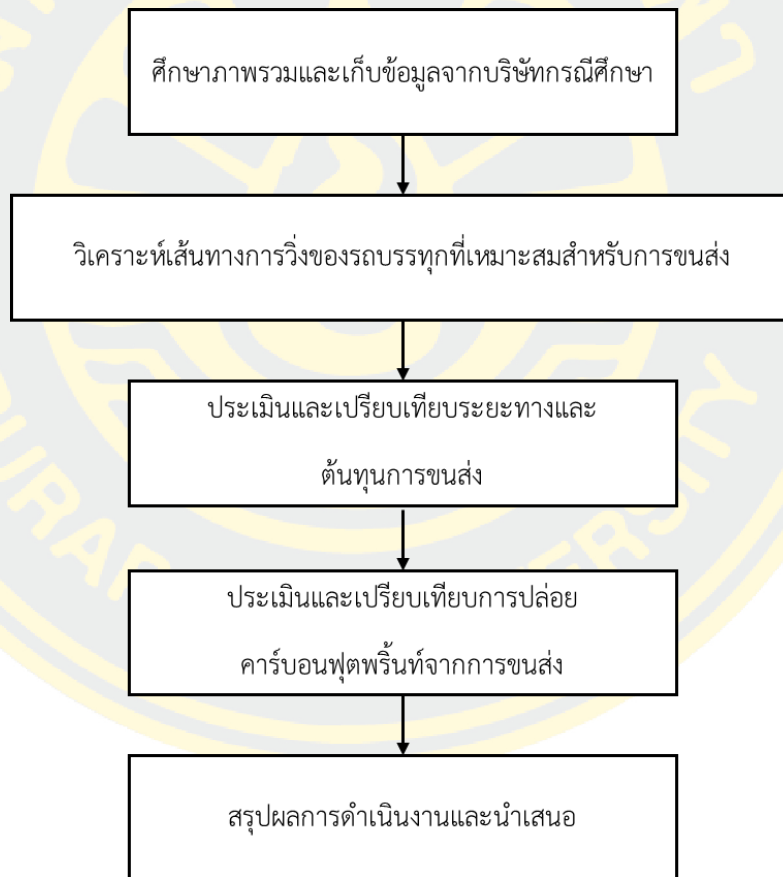 ศึกษาภาพรวมและเก็บข้อมูลจากบริษัทกรณีศึกษา
วิเคราะห์เส้นทางการวิ่งของรถบรรทุกที่เหมาะสมสำหรับการขนส่ง
ประเมินและเปรียบเทียบระยะทางและ
ต้นทุนการขนส่ง
ประเมินและเปรียบเทียบการปล่อย
คาร์บอนฟุตพริ้นท์จากการขนส่ง
สรุปผลการดำเนินงานและนำเสนอ